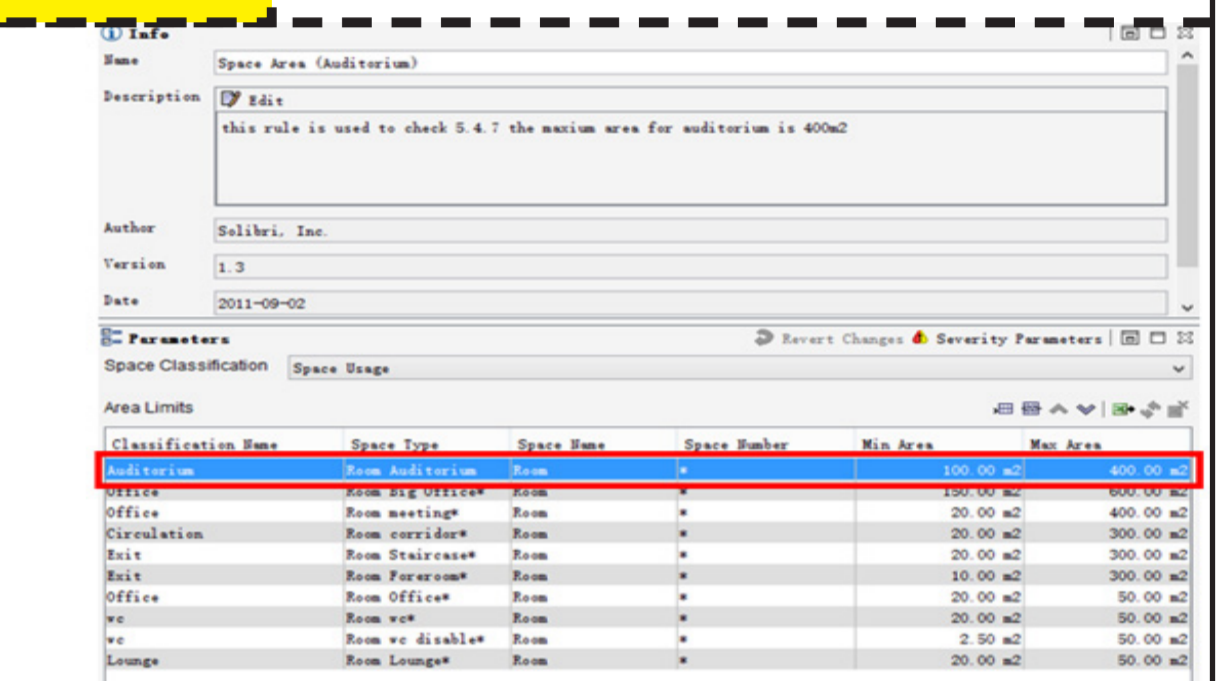 Info
Name Space Area (Auditorium)
Description Edit
this rule is used to check 5.4.7 the maxium area for auditorium is 400m2
Author Solibri, Inc.
Version 1.3
Date 2011-09-02
Parameters Revert Changes Severity Parameters
Space Classification Space Usage
Area Limits
Classification Name Space Type Space Name Space Number Min Area Max Area
Auditorium Room Auditorium Room * 100.00 m2 400.00 m2
Office Room Big Office* Room * 150.00 m2 600.00 m2
Office Room meeting* Room * 20.00 m2 400.00 m2
Circulation Room corridor* Room * 20.00 m2 300.00 m2
Exit Room Staircase* Room * 20.00 m2 300.00 m2
Exit Room Foreroom* Room * 10.00 m2 300.00 m2
Office Room Office* Room * 20.00 m2 50.00 m2
wc Room wc* Room * 20.00 m2 50.00 m2
wc Room wc disable* Room * 2.50 m2 50.00 m2
Lounge Room Lounge* Room * 20.00 m2 50.00 m2